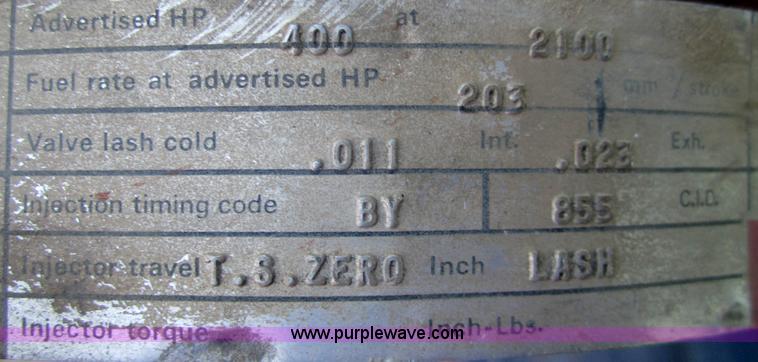 Advertised HP 400 at 2100
Fuel rate at advertised HP 203 mm /stroke
Valve lash cold .011 Int. .023 Exh.
Injection timing code BY 855 C.I.D.
Injector travel T.S.ZERO Inch LASH
Injector torque Inch-Lbs.
www.purplewave.com